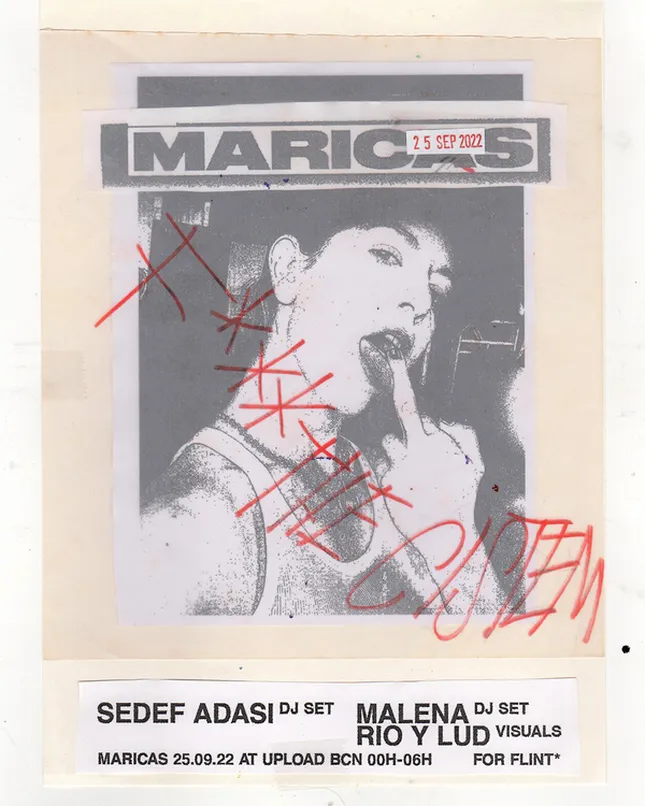 MARICAS
25 SEP 2022
SISTEM
SEDEF ADASI DJ SET
MALENA DJ SET
RIO Y LUD VISUALS
MARICAS 25.09.22 AT UPLOAD BCN 00H-06H
FOR FLINT*